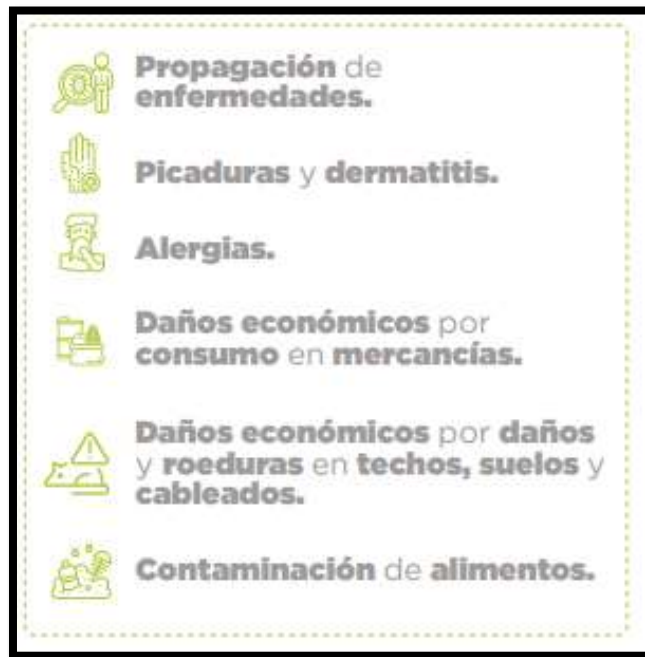 Propagación de
enfermedades.
Picaduras y dermatitis.
Alergias.
Daños económicos por
consumo en mercancías.
Daños económicos por daños
y roeduras en techos, suelos y
cableados.
Contaminación de alimentos.